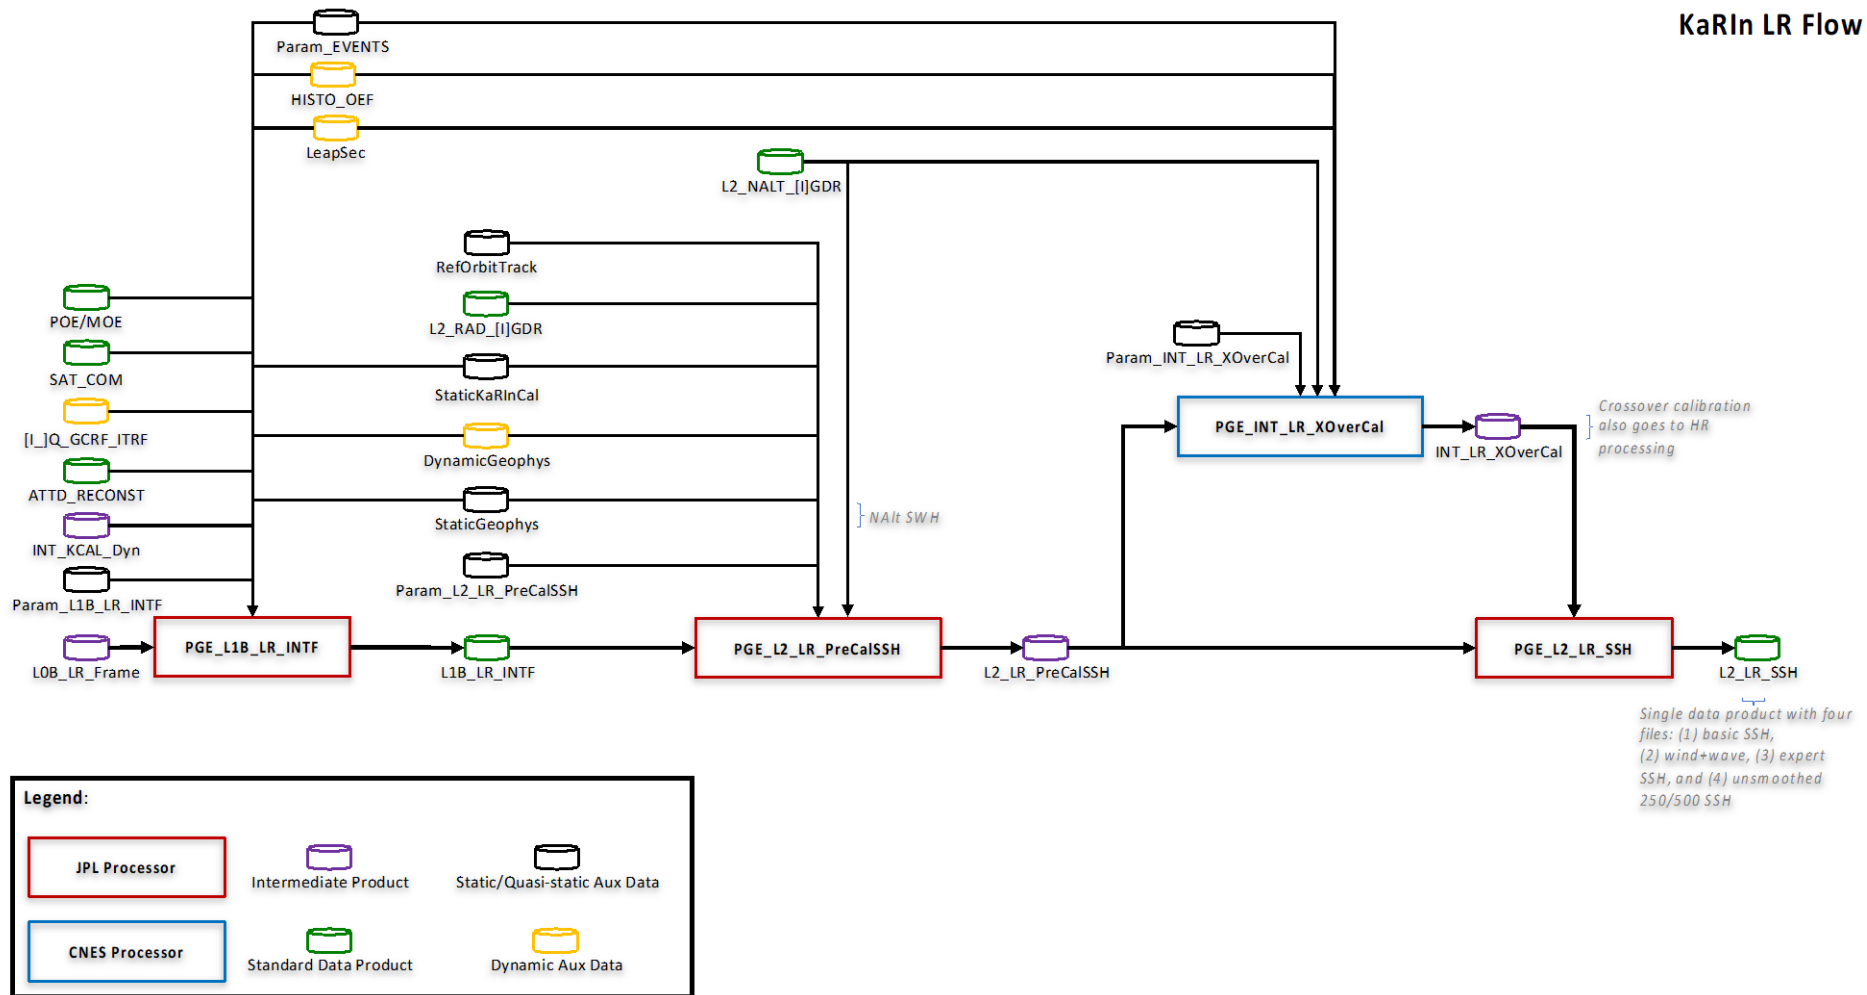 KaRIn LR Flow
Param_EVENTS
HISTO_OEF
LeapSec
L2_NALT_[I]GDR
RefOrbitTrack
POE/MOE
L2_RAD_[I]GDR
Param_INT_LR_XOverCal
SAT_COM
StaticKaRInCal
[I_]Q_GCRF_ITRF
DynamicGeophys
PGE_INT_LR_XOverCal
INT_LR_XOverCal
Crossover calibration
also goes to HR
processing
ATTD_RECONST
StaticGeophys
NAlt SWH
INT_KCAL_Dyn
Param_L2_LR_PreCalSSH
Param_L1B_LR_INTF
L0B_LR_Frame
PGE_L1B_LR_INTF
L1B_LR_INTF
PGE_L2_LR_PreCalSSH
L2_LR_PreCalSSH
PGE_L2_LR_SSH
L2_LR_SSH
Single data product with four
files: (1) basic SSH,
(2) wind+wave, (3) expert
SSH, and (4) unsmoothed
250/500 SSH
Legend:
JPL Processor
Intermediate Product
Static/Quasi-static Aux Data
CNES Processor
Standard Data Product
Dynamic Aux Data